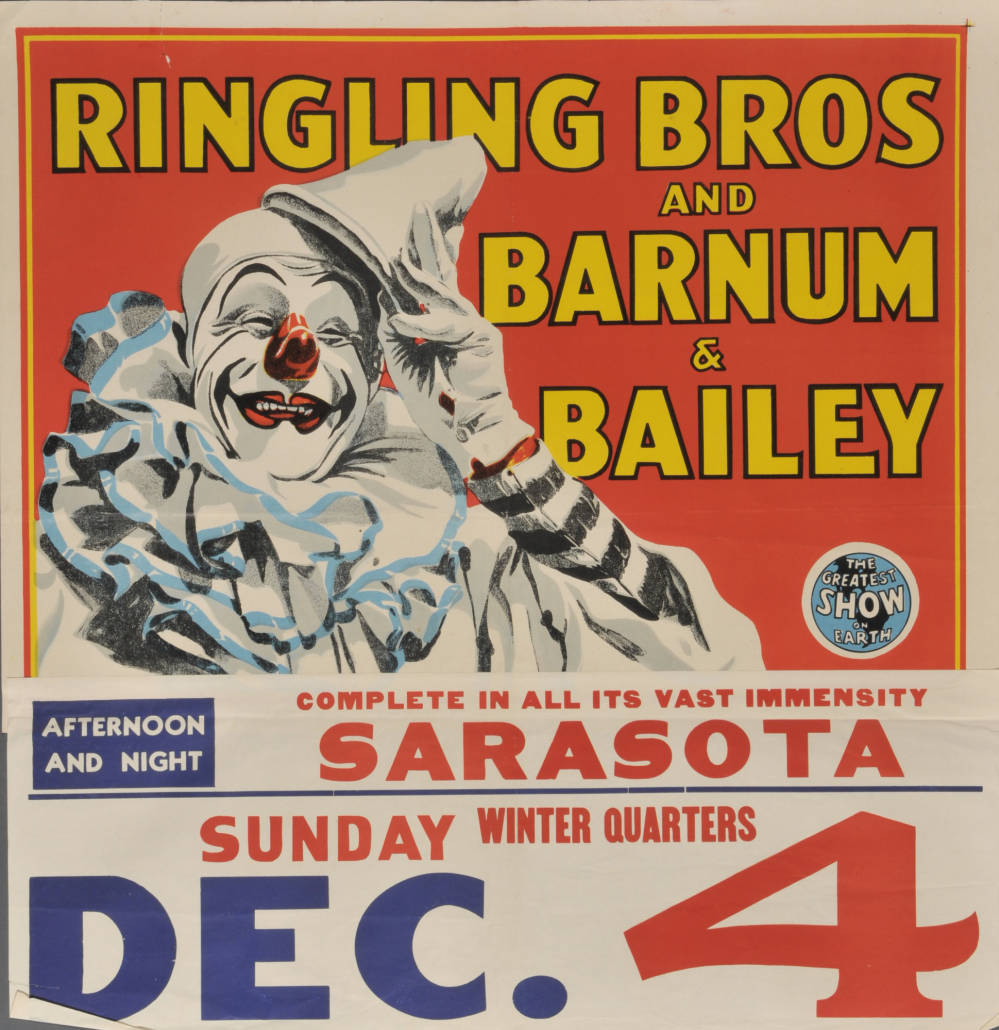 RINGLING BROS
AND
BARNUM
&
BAILEY
THE
GREATEST
SHOW
ON
EARTH
COMPLETE IN ALL ITS VAST IMMENSITY
AFTERNOON
AND NIGHT
SARASOTA
SUNDAY WINTER QUARTERS
DEC. 4